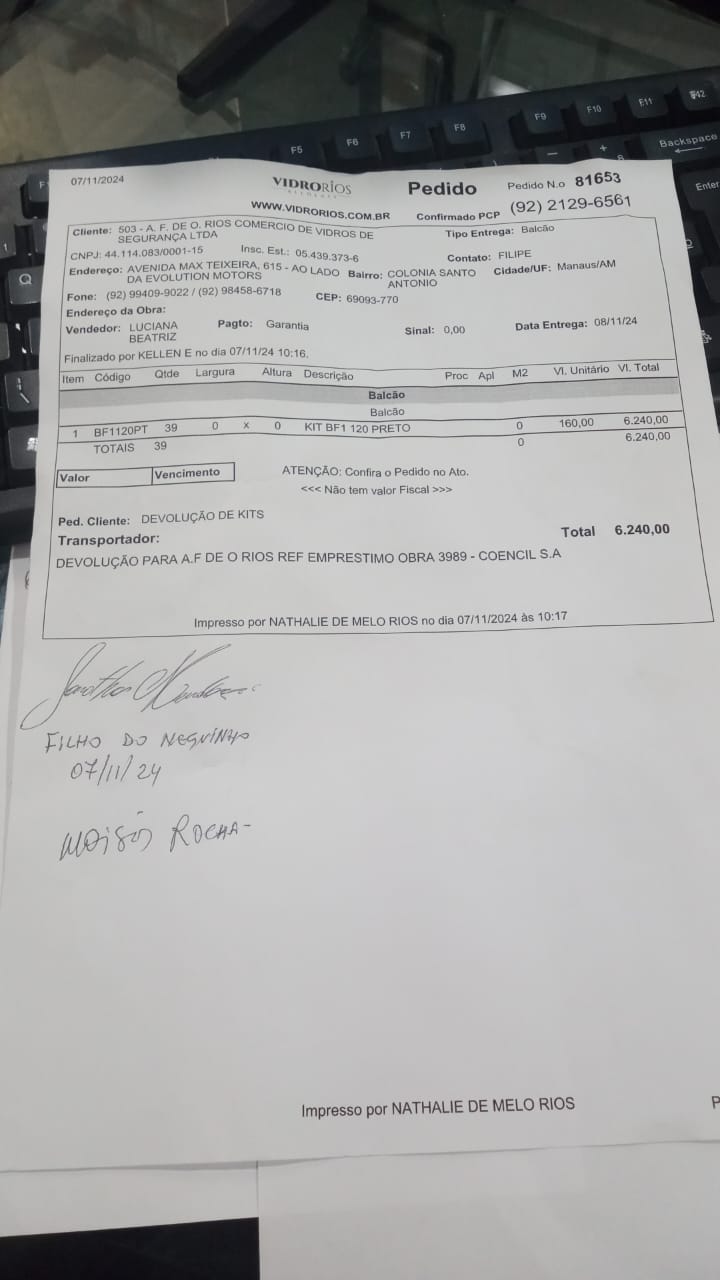 F5 F6 F7 F8 F9 F10 F11 F12
Backspace
Enter
Q
07/11/2024 VIDRORIOS Pedido Pedido N.o 81653
WWW.VIDRORIOS.COM.BR Confirmado PCP (92) 2129-6561
Cliente: 503 - A. F. DE O. RIOS COMERCIO DE VIDROS DE SEGURANÇA LTDA Tipo Entrega: Balcão
CNPJ: 44.114.083/0001-15 Insc. Est.: 05.439.373-6 Contato: FILIPE
Endereço: AVENIDA MAX TEIXEIRA, 615 - AO LADO DA EVOLUTION MOTORS Bairro: COLONIA SANTO ANTONIO Cidade/UF: Manaus/AM
Fone: (92) 99409-9022 / (92) 98458-6718 CEP: 69093-770
Endereço da Obra:
Vendedor: LUCIANA BEATRIZ Pagto: Garantia Sinal: 0,00 Data Entrega: 08/11/24
Finalizado por KELLEN E no dia 07/11/24 10:16.
Item Código Qtde Largura Altura Descrição Proc Apl M2 Vl. Unitário Vl. Total
Balcão
Balcão
1 BF1120PT 39 0 x 0 KIT BF1 120 PRETO 0 160,00 6.240,00
TOTAIS 39 0 6.240,00
Valor Vencimento ATENÇÃO: Confira o Pedido no Ato.
<<< Não tem valor Fiscal >>>
Ped. Cliente: DEVOLUÇÃO DE KITS
Transportador: Total 6.240,00
DEVOLUÇÃO PARA A.F DE O RIOS REF EMPRESTIMO OBRA 3989 - COENCIL S.A
Impresso por NATHALIE DE MELO RIOS no dia 07/11/2024 às 10:17
FILHO DO NEGUINHO
07/11/24
MOISÉS ROCHA
Impresso por NATHALIE DE MELO RIOS P